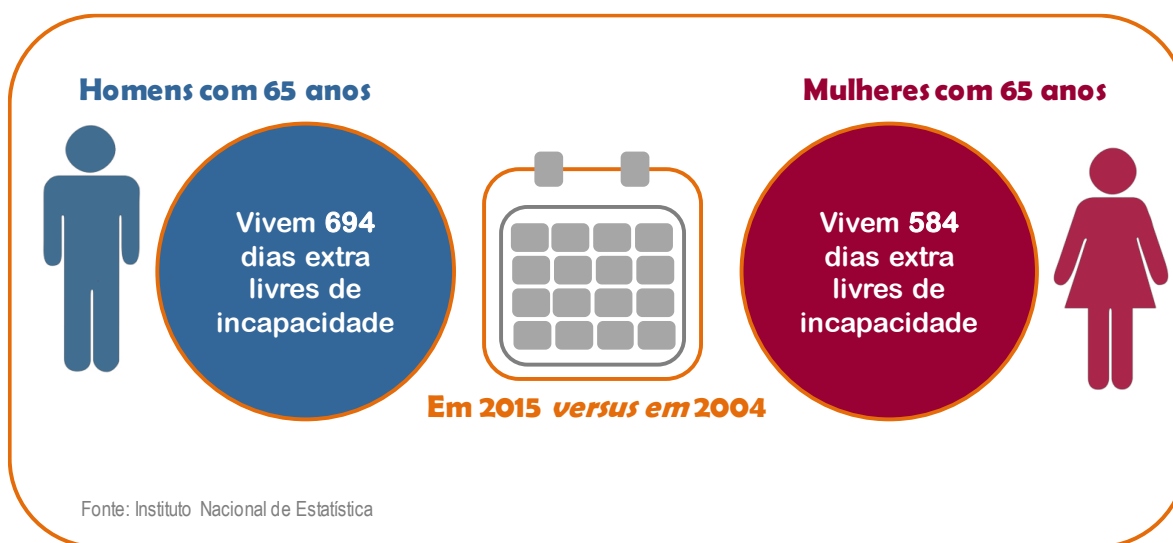 Homens com 65 anos
Mulheres com 65 anos
Vivem 694
dias extra
livres de
incapacidade
Vivem 584
dias extra
livres de
incapacidade
Em 2015 versus em 2004
Fonte: Instituto Nacional de Estatística